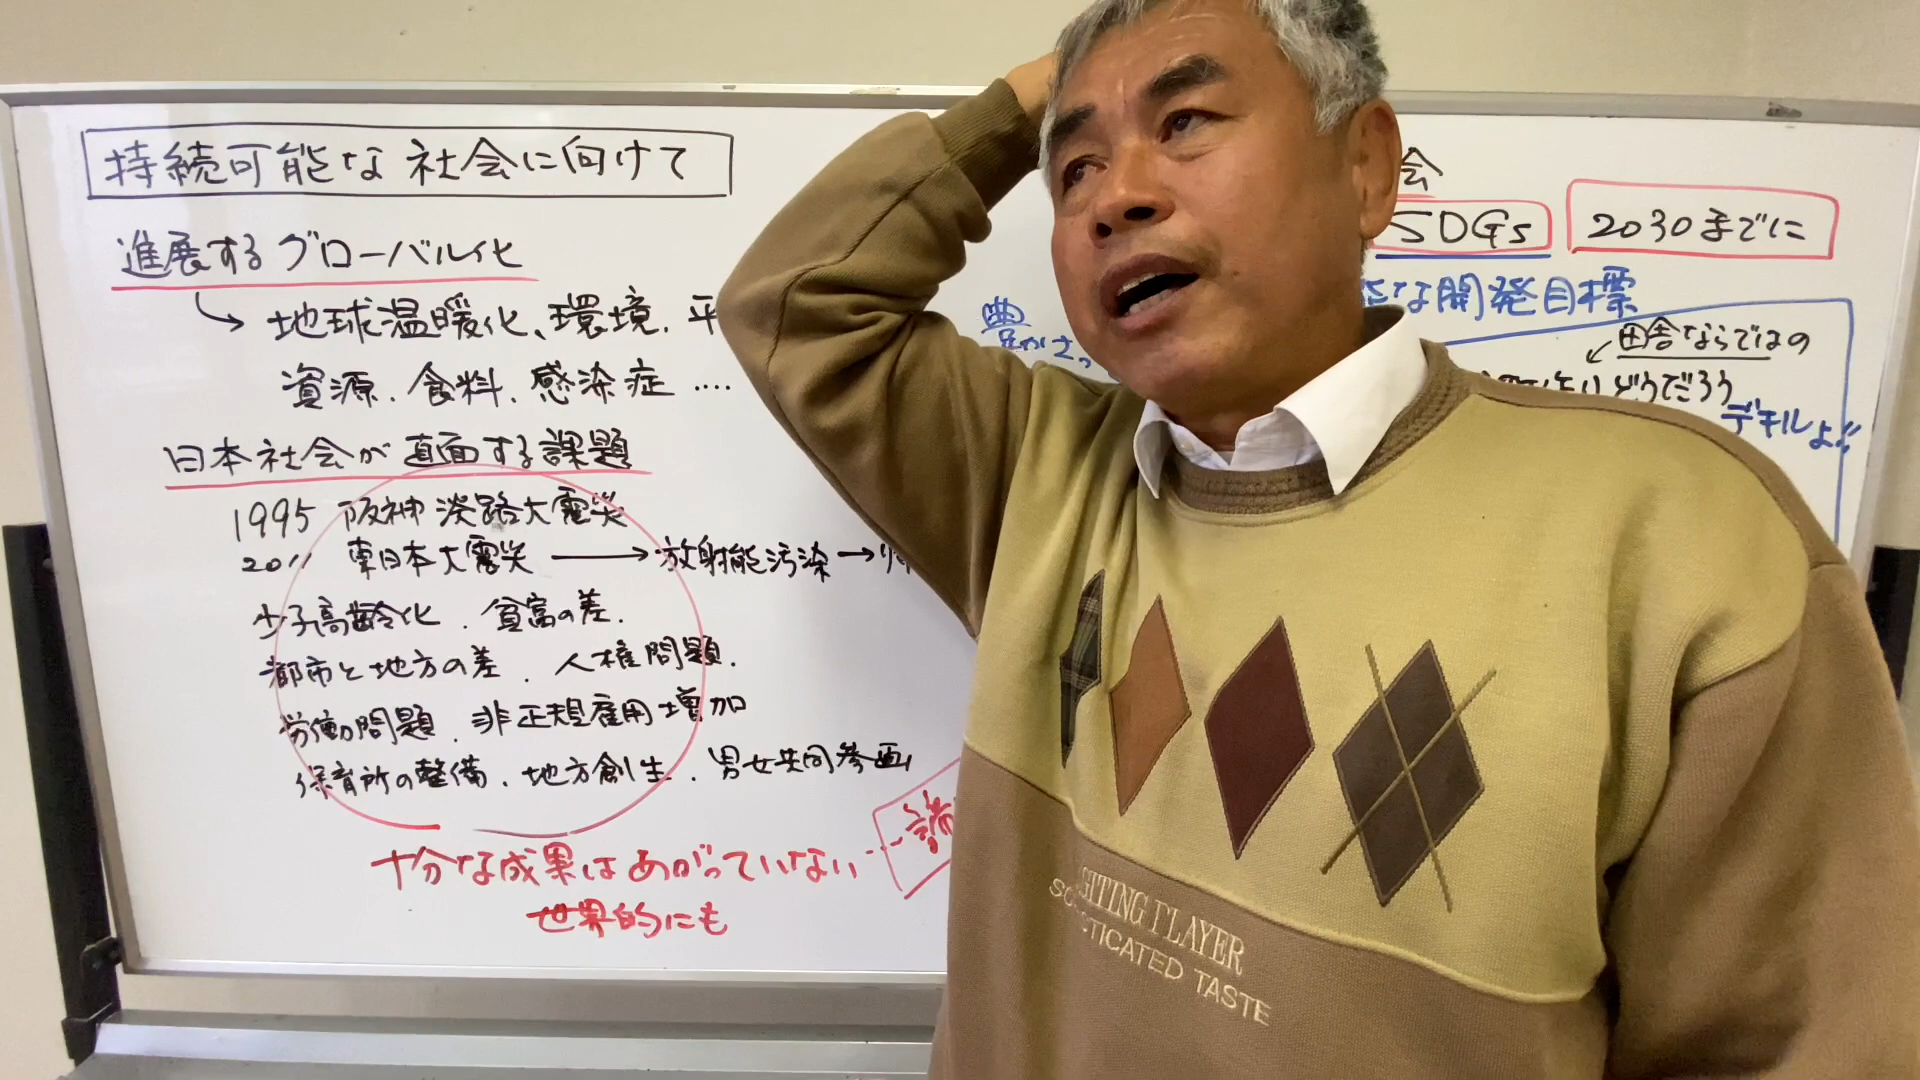 持続可能な社会に向けて
進展するグローバル化
地球温暖化、環境、平
資源、食料、感染症 ‥‥
日本社会が直面する課題
1995 阪神淡路大震災
2011 東日本大震災 → 放射能汚染 →
少子高齢化、貧富の差、
都市と地方の差、人権問題、
労働問題、非正規雇用増加
保育所の整備、地方創生、男女共同参画
十分な成果はあがっていない
世界的にも
会
SDGs
2030までに
な開発目標
豊かさ
田舎ならではの
どうだろう
デキルよ!!
PLAYER
TASTE